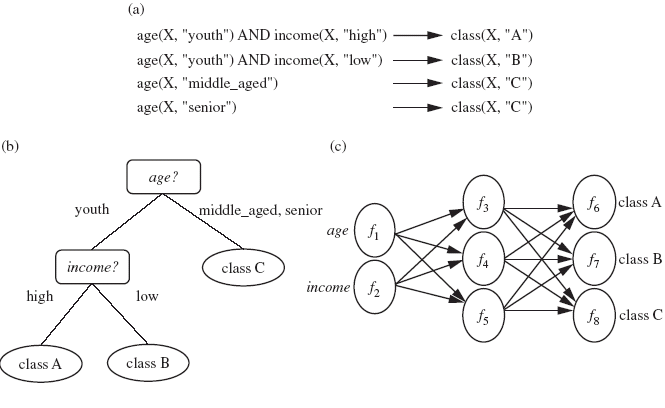 (a)
age(X, "youth") AND income(X, "high") class(X, "A")
age(X, "youth") AND income(X, "low") class(X, "B")
age(X, "middle_aged") class(X, "C")
age(X, "senior") class(X, "C")
(b)
age?
youth
middle_aged, senior
income?
class C
high
low
class A
class B
(c)
age
income
f1
f2
f3
f4
f5
f6 class A
f7 class B
f8 class C